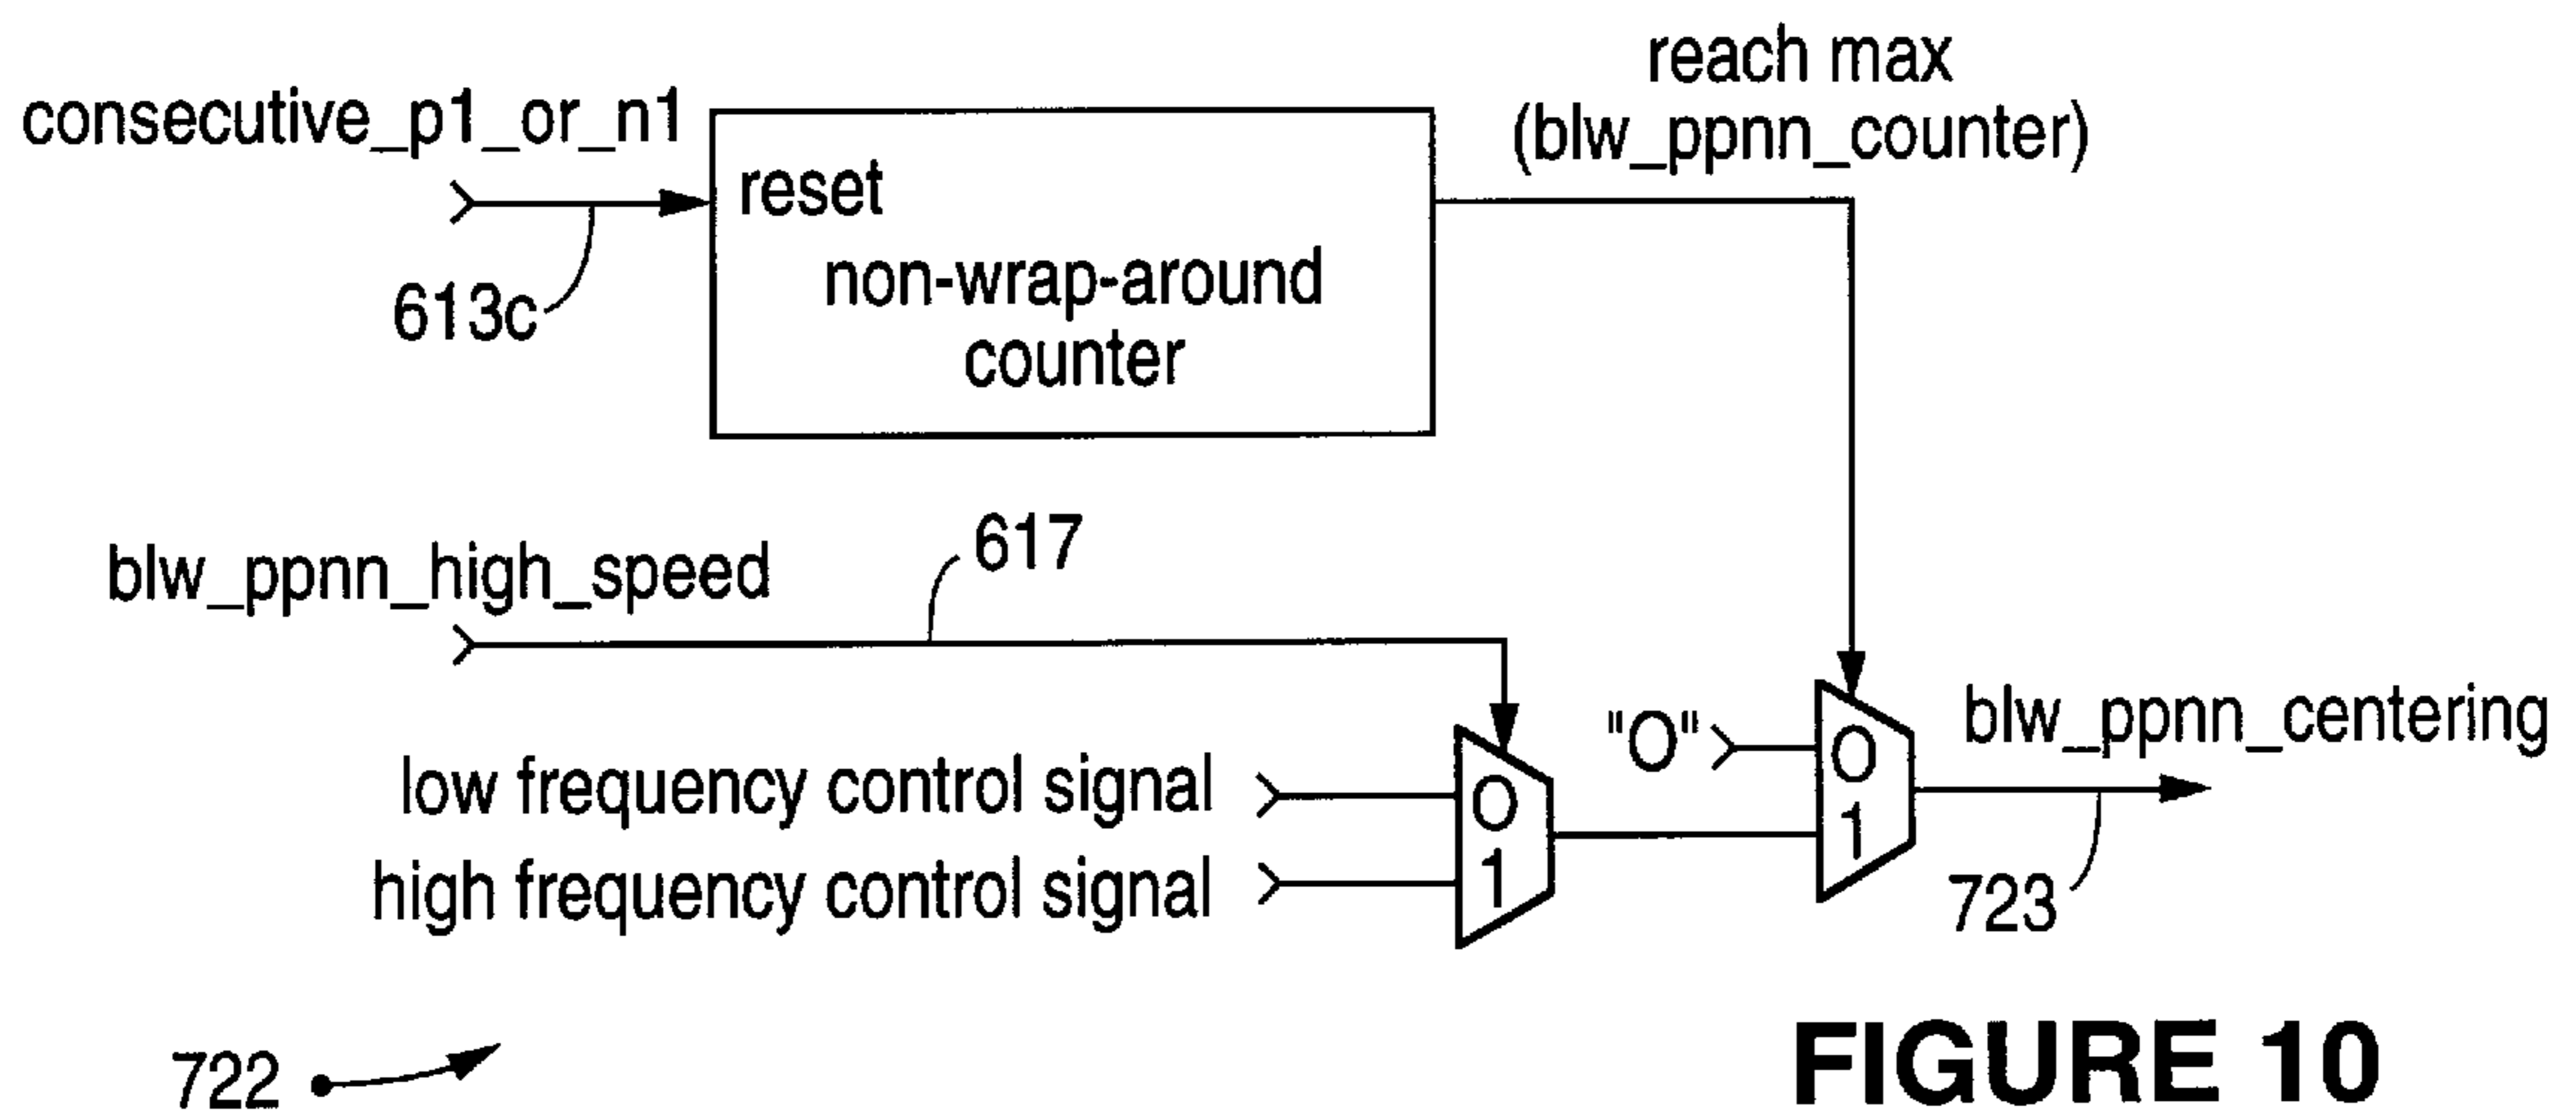 reach max
(blw_ppnn_counter)
consecutive_p1_or_n1
reset
non-wrap-around
counter
613c
617
blw_ppnn_high_speed
"O"
blw_ppnn_centering
low frequency control signal
O
O
high frequency control signal
1
1
723
722
FIGURE 10